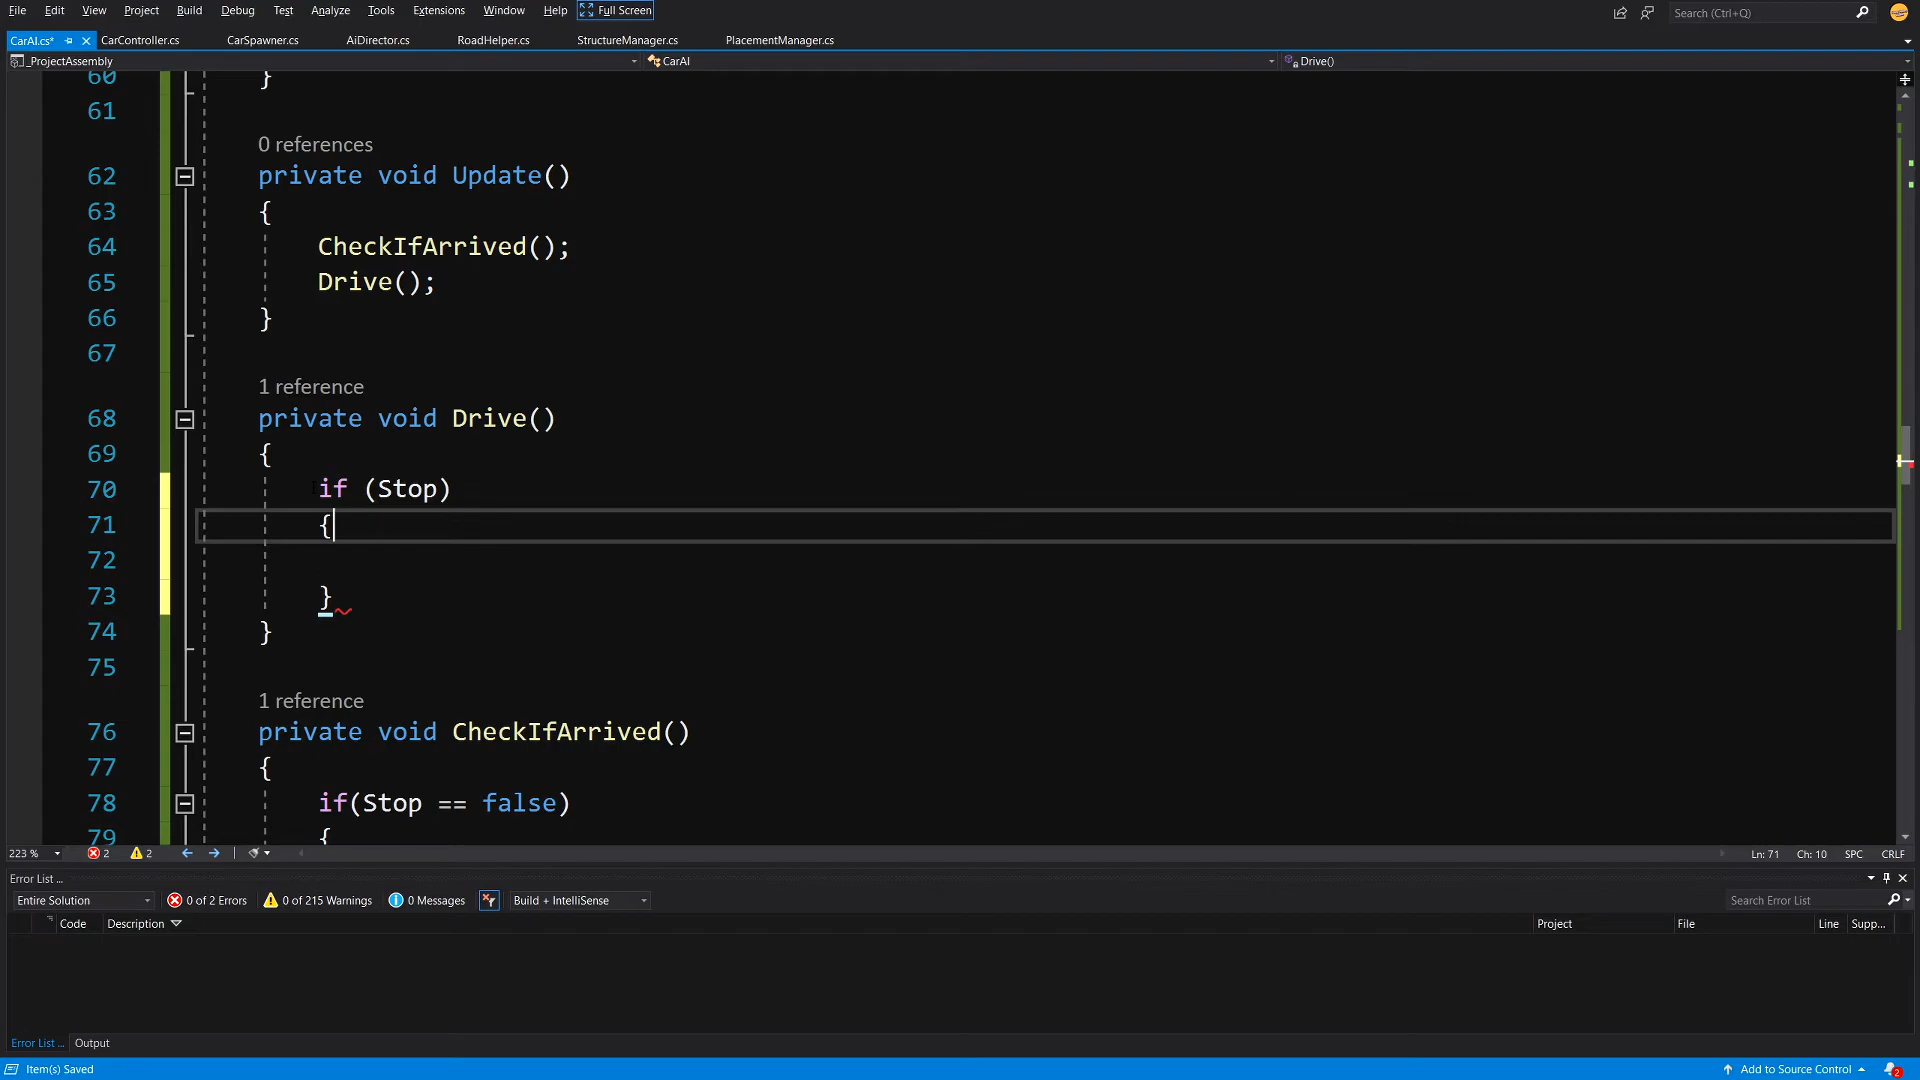 File Edit View Project Build Debug Test Analyze Tools Extensions Window Help Full Screen Search (Ctrl+Q)
CarAI.cs* CarController.cs CarSpawner.cs AiDirector.cs RoadHelper.cs StructureManager.cs PlacementManager.cs
_ProjectAssembly CarAI Drive()
60 }
61
0 references
62 private void Update()
63 {
64 CheckIfArrived();
65 Drive();
66 }
67
1 reference
68 private void Drive()
69 {
70 if (Stop)
71 {
72
73 }
74 }
75
1 reference
76 private void CheckIfArrived()
77 {
78 if(Stop == false)
79 {
223 % 2 2 Ln: 71 Ch: 10 SPC CRLF
Error List ...
Entire Solution 0 of 2 Errors 0 of 215 Warnings 0 Messages Build + IntelliSense Search Error List
Code Description Project File Line Supp...
Error List ... Output
Item(s) Saved Add to Source Control 2